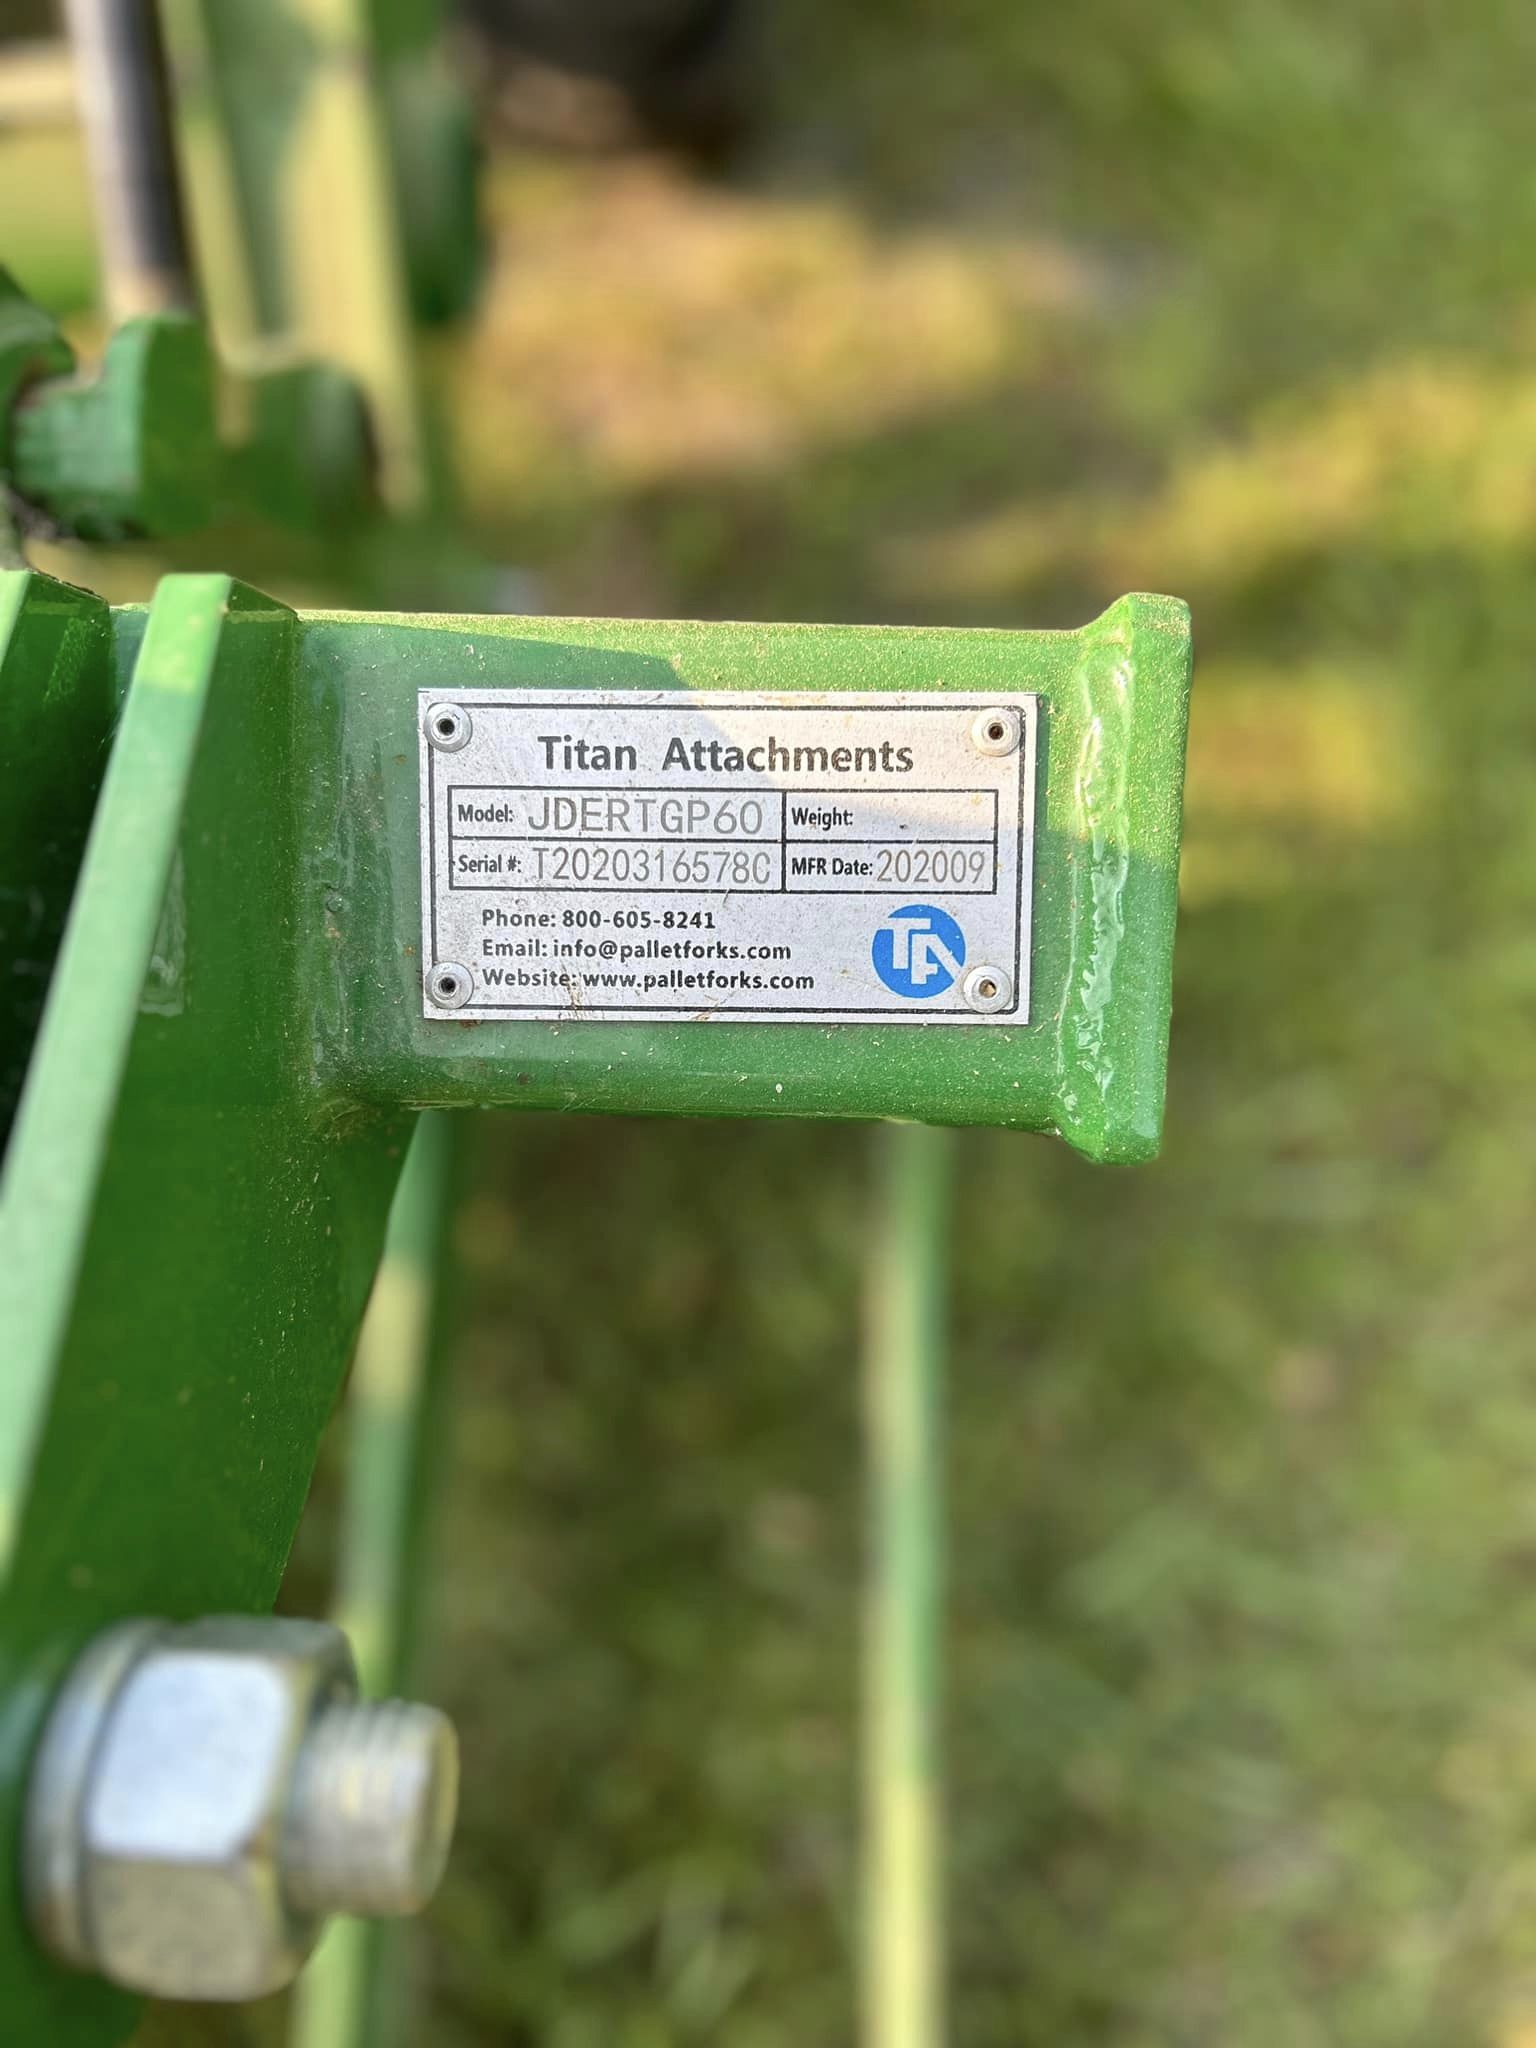 Titan Attachments
Model: JDERTGP60 Weight:
Serial #: T2020316578C MFR Date: 202009
Phone: 800-605-8241
Email: info@palletforks.com
Website: www.palletforks.com
TA